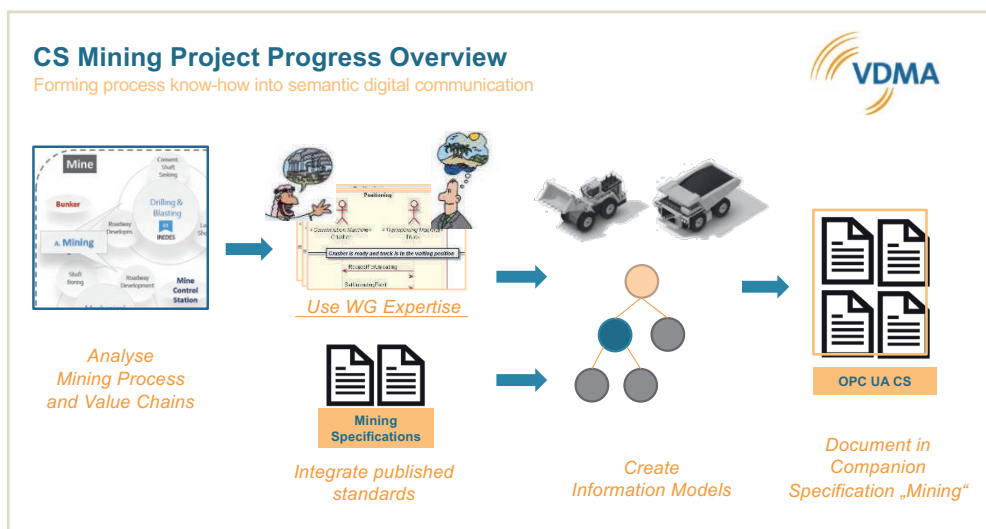 CS Mining Project Progress Overview
Forming process know-how into semantic digital communication
VDMA
Mine
Bunker
Drilling &
Blasting
IREDES
Roadway
A. Mining
Shaft
Boring
Roadway
Development
Mine
Control
Station
Analyse
Mining Process
and Value Chains
Positioning
Crusher is ready and truck is in the waiting position
Use WG Expertise
Mining
Specifications
Integrate published
standards
Create
Information Models
OPC UA CS
Document in
Companion
Specification „Mining“